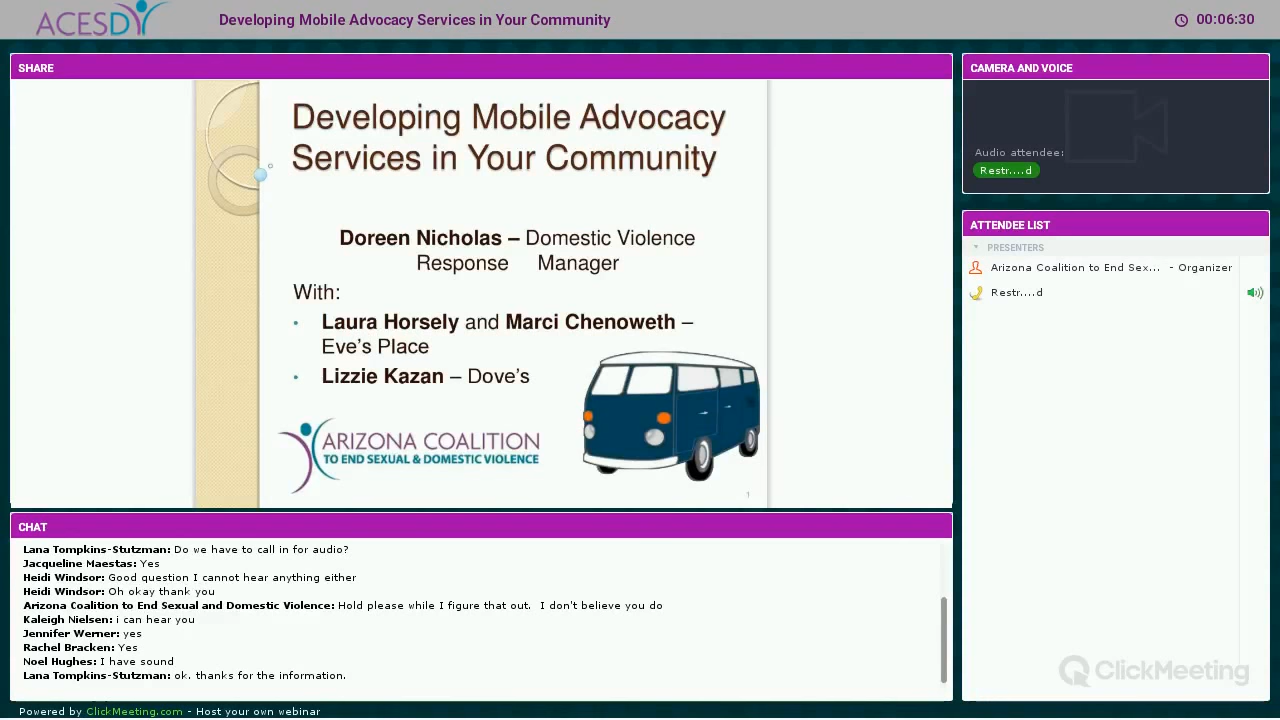 ACESDV
Developing Mobile Advocacy Services in Your Community
00:06:30
SHARE
Developing Mobile Advocacy
Services in Your Community
Doreen Nicholas – Domestic Violence
Response Manager
With:
• Laura Horsely and Marci Chenoweth –
Eve's Place
• Lizzie Kazan – Dove's
ARIZONA COALITION
TO END SEXUAL & DOMESTIC VIOLENCE
1
CAMERA AND VOICE
Audio attendee:
Restr....d
ATTENDEE LIST
PRESENTERS
Arizona Coalition to End Sex... - Organizer
Restr....d
CHAT
Lana Tompkins-Stutzman: Do we have to call in for audio?
Jacqueline Maestas: Yes
Heidi Windsor: Good question I cannot hear anything either
Heidi Windsor: Oh okay thank you
Arizona Coalition to End Sexual and Domestic Violence: Hold please while I figure that out. I don't believe you do
Kaleigh Nielsen: i can hear you
Jennifer Werner: yes
Rachel Bracken: Yes
Noel Hughes: I have sound
Lana Tompkins-Stutzman: ok. thanks for the information.
ClickMeeting
Powered by ClickMeeting.com - Host your own webinar